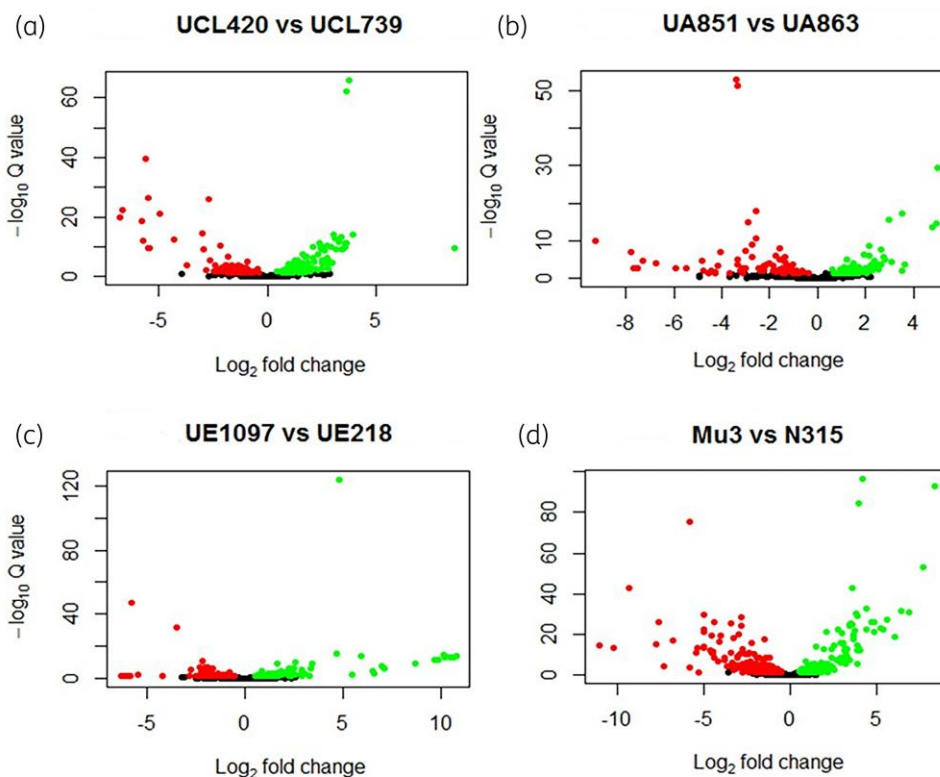 (a) UCL420 vs UCL739
60
40
20
0
− log10 Q value
-5 0 5
Log2 fold change
(b) UA851 vs UA863
50
30
10
0
− log10 Q value
-8 -6 -4 -2 0 2 4
Log2 fold change
(c) UE1097 vs UE218
120
80
60
40
20
0
− log10 Q value
-5 0 5 10
Log2 fold change
(d) Mu3 vs N315
80
60
40
20
0
-10 -5 0 5
Log2 fold change